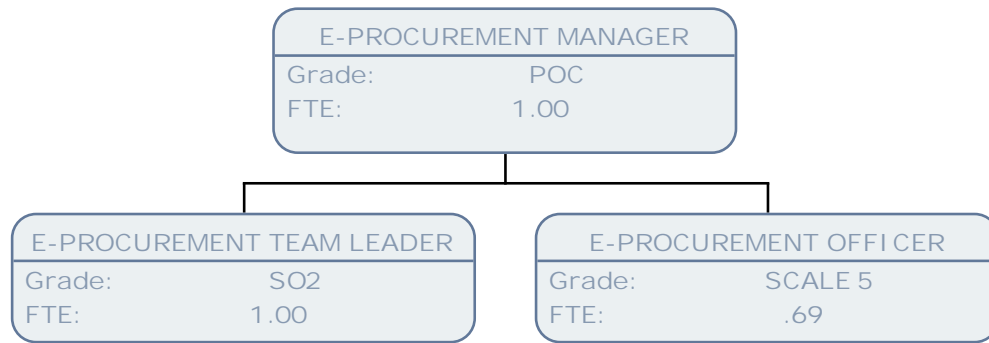 E-PROCUREMENT MANAGER
Grade: POC
FTE: 1.00
E-PROCUREMENT TEAM LEADER
Grade: SO2
FTE: 1.00
E-PROCUREMENT OFFICER
Grade: SCALE 5
FTE: .69